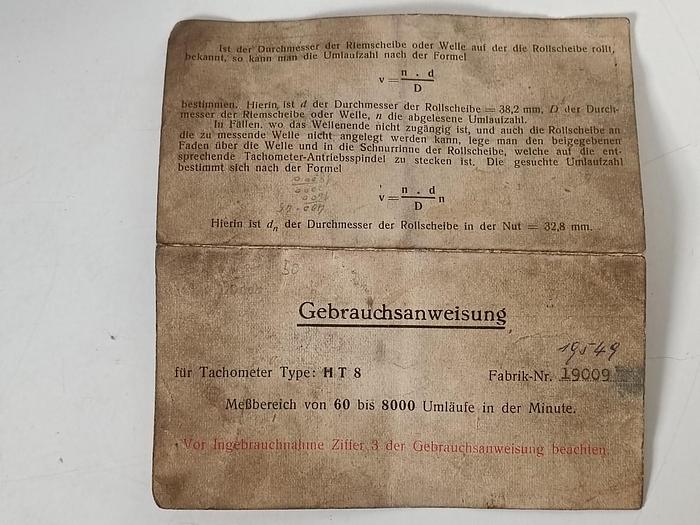 Ist der Durchmesser der Riemscheibe oder Welle auf der die Rollscheibe rollt,
bekannt, so kann man die Umlaufzahl nach der Formel
v = n . d
D
bestimmen. Hierin ist d der Durchmesser der Rollscheibe = 38,2 mm, D der Durch-
messer der Riemscheibe oder Welle, n die abgelesene Umlaufzahl.
In Fällen, wo das Wellenende nicht zugängig ist, und auch die Rollscheibe an
die zu messende Welle nicht angelegt werden kann, lege man den beigegebenen
Faden über die Welle und in die Schnurrinne der Rollscheibe, welche auf die ent-
sprechende Tachometer-Antriebsspindel zu stecken ist. Die gesuchte Umlaufzahl
bestimmt sich nach der Formel
v = n . d n
D
Hierin ist dn der Durchmesser der Rollscheibe in der Nut = 32,8 mm.
50
Gebrauchsanweisung
19549
für Tachometer Type: HT 8 Fabrik-Nr. 19009
Meßbereich von 60 bis 8000 Umläufe in der Minute.
Vor Ingebrauchnahme Ziffer 3 der Gebrauchsanweisung beachten.